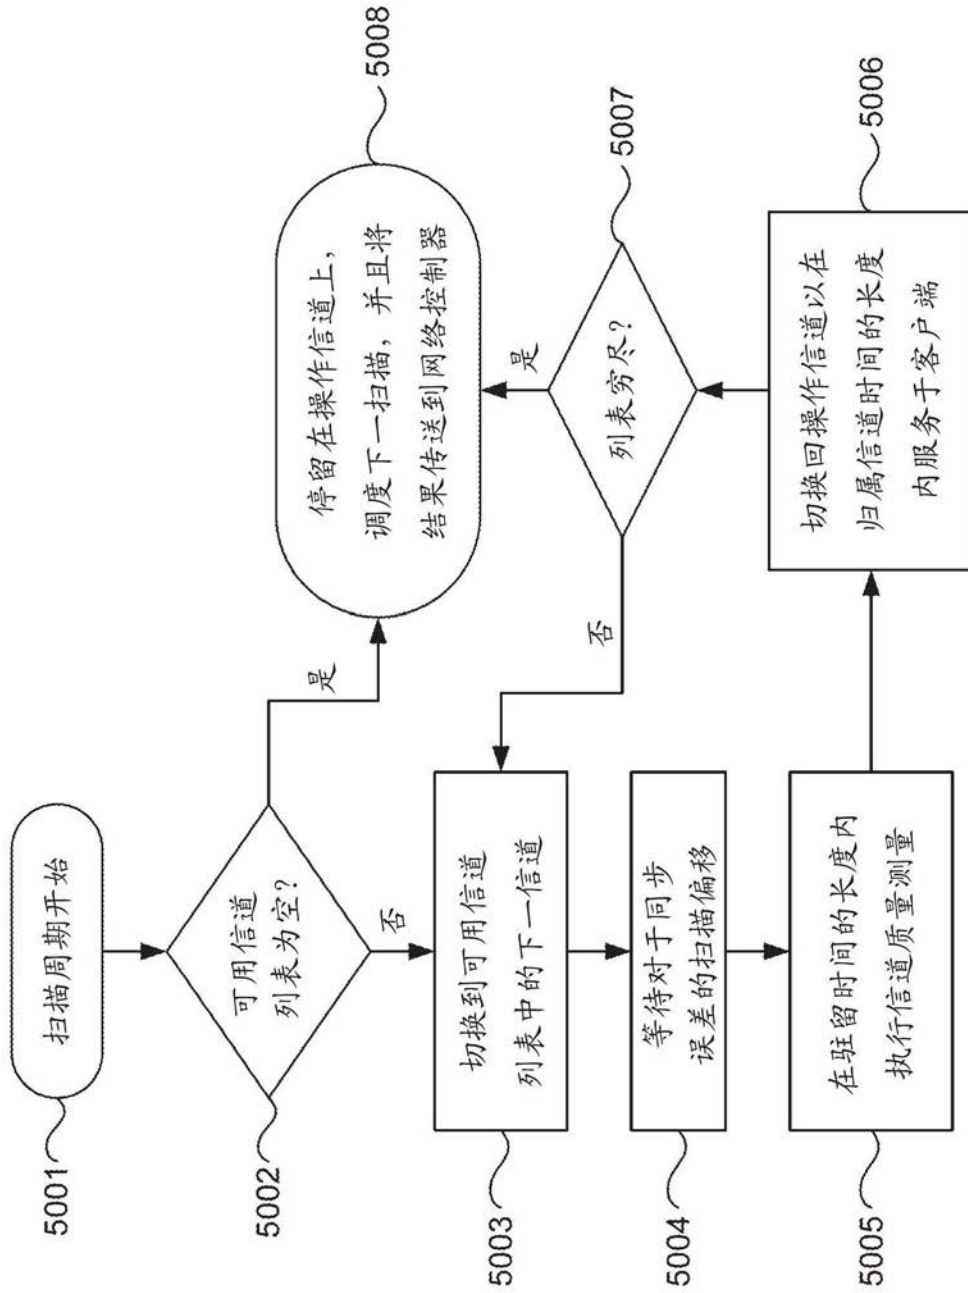 扫描周期开始
5001
可用信道
列表为空?
5002
是
否
切换到可用信道
列表中的下一信道
5003
等待对于同步
误差的扫描偏移
5004
在驻留时间的长度内
执行信道质量测量
5005
切换回操作信道以在
归属信道时间的长度
内服务于客户端
5006
列表穷尽?
5007
是
否
停留在操作信道上,
调度下一扫描,并且将
结果传送到网络控制器
5008